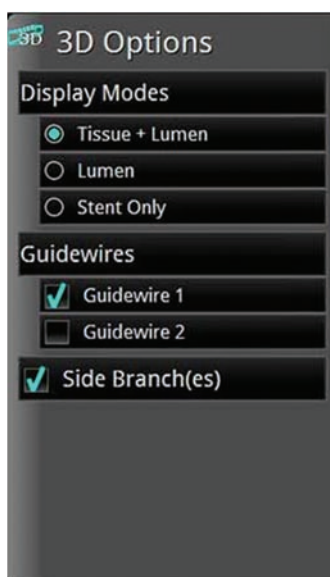 3D 3D Options
Display Modes
Tissue + Lumen
Lumen
Stent Only
Guidewires
Guidewire 1
Guidewire 2
Side Branch(es)